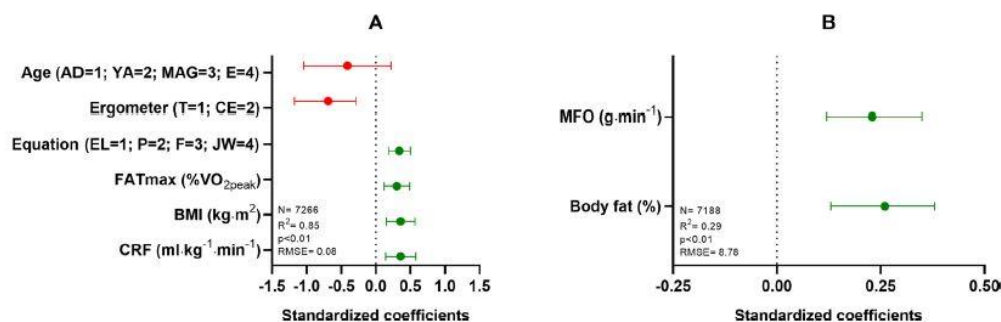 A
Age (AD=1; YA=2; MAG=3; E=4)
Ergometer (T=1; CE=2)
Equation (EL=1; P=2; F=3; JW=4)
FATmax (%VO2peak)
BMI (kg.m2)
CRF (ml·kg-1·min-1)
N= 7266
R2= 0.85
p<0.01
RMSE= 0.08
-1.5 -1.0 -0.5 0.0 0.5 1.0 1.5
Standardized coefficients
B
MFO (g.min-1)
Body fat (%)
N= 7188
R2= 0.29
p<0.01
RMSE= 8.78
-0.25 0.00 0.25 0.50
Standardized coefficients